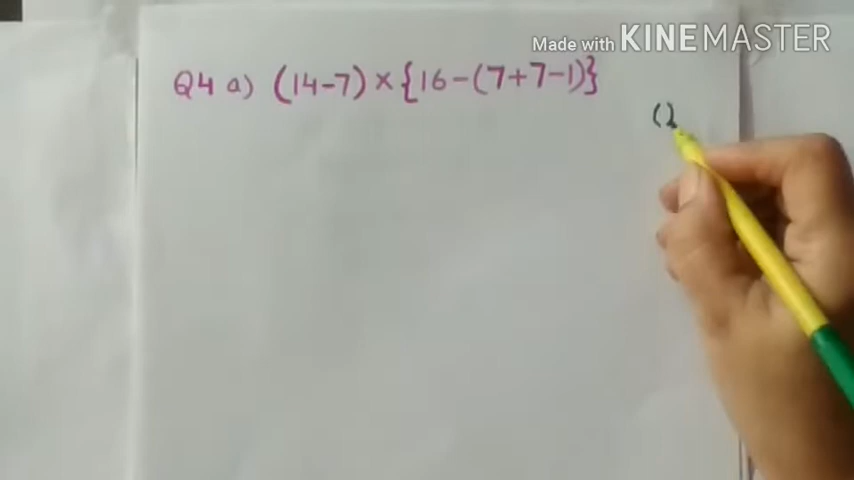 Made with KINEMASTER
Q4 a) (14-7) × {16-(7+7-1)}
()